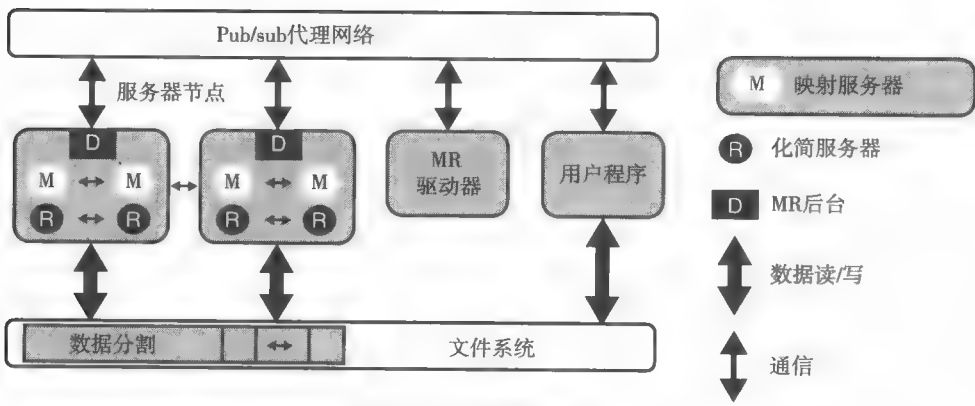 Pub/sub代理网络
服务器节点
D
D
M M
M M
R R
R R
MR
驱动器
用户程序
数据分割
文件系统
M 映射服务器
R 化简服务器
D MR后台
数据读/写
通信